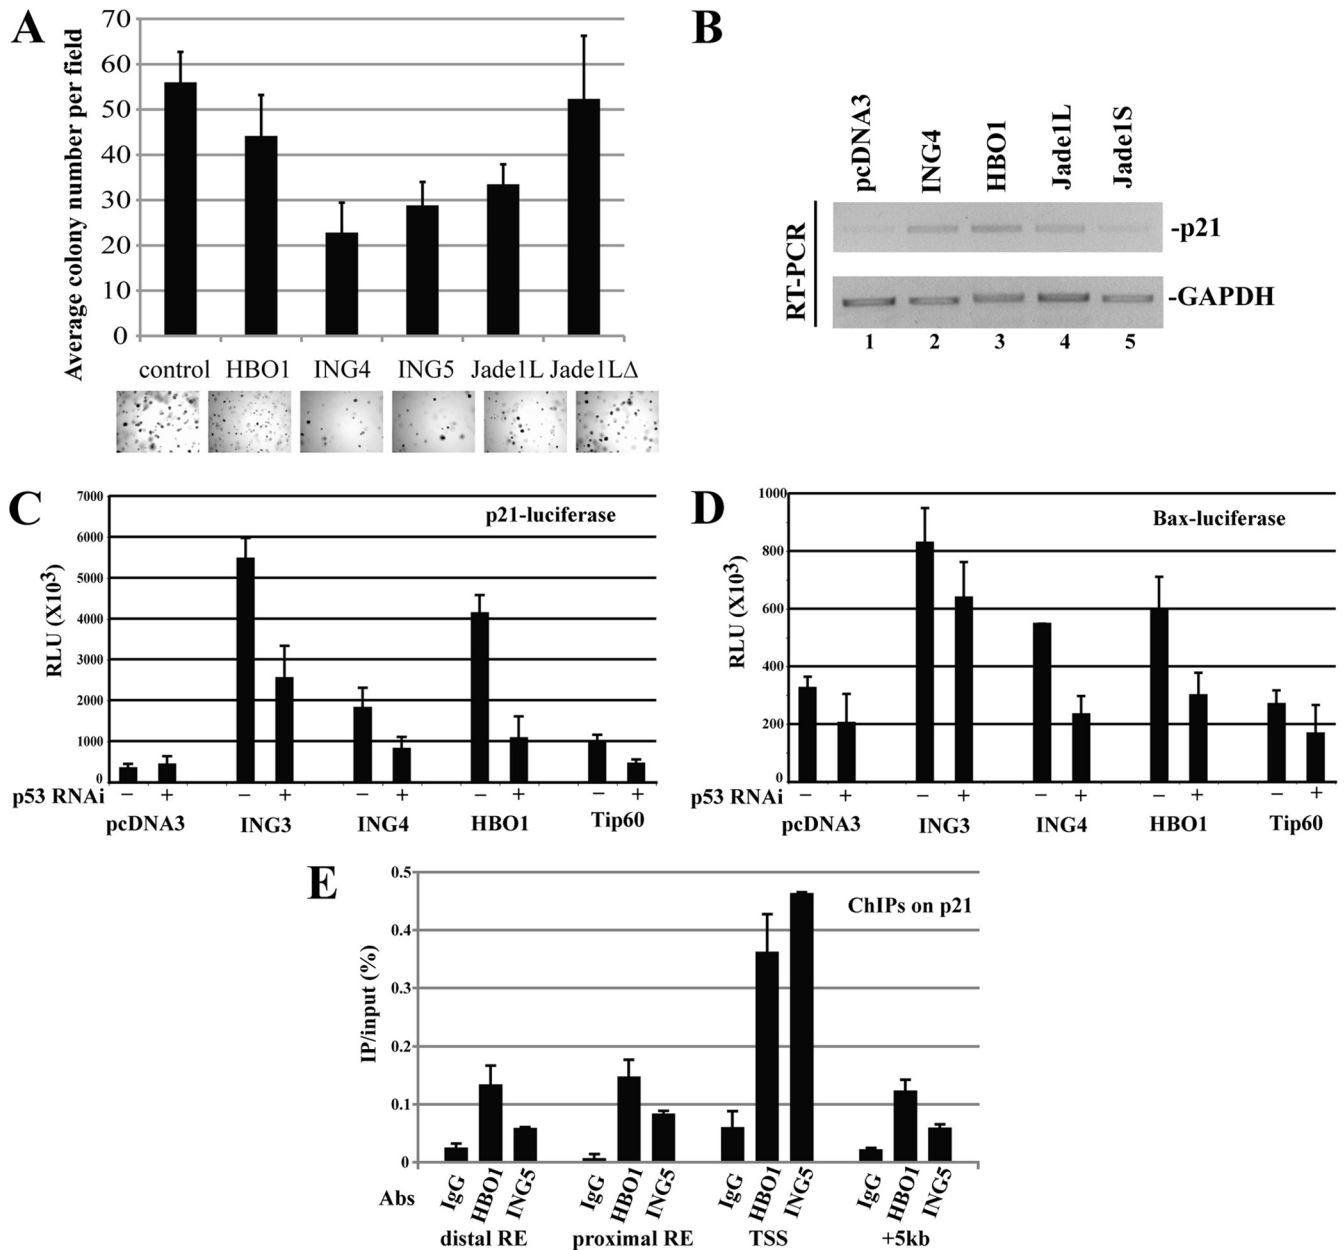 A
Average colony number per field
70
60
50
40
30
20
10
0
control HBO1 ING4 ING5 Jade1L Jade1LΔ
B
pcDNA3 ING4 HBO1 Jade1L Jade1S
RT-PCR
-p21
-GAPDH
1 2 3 4 5
C
p21-luciferase
RLU (X10³)
7000
6000
5000
4000
3000
2000
1000
0
p53 RNAi − + − + − + − + − +
pcDNA3 ING3 ING4 HBO1 Tip60
D
Bax-luciferase
RLU (X10³)
1000
800
600
400
200
0
p53 RNAi − + − + − + − + − +
pcDNA3 ING3 ING4 HBO1 Tip60
E
ChIPs on p21
IP/input (%)
0.5
0.4
0.3
0.2
0.1
0
Abs IgG HBO1 ING5 IgG HBO1 ING5 IgG HBO1 ING5 IgG HBO1 ING5
distal RE proximal RE TSS +5kb